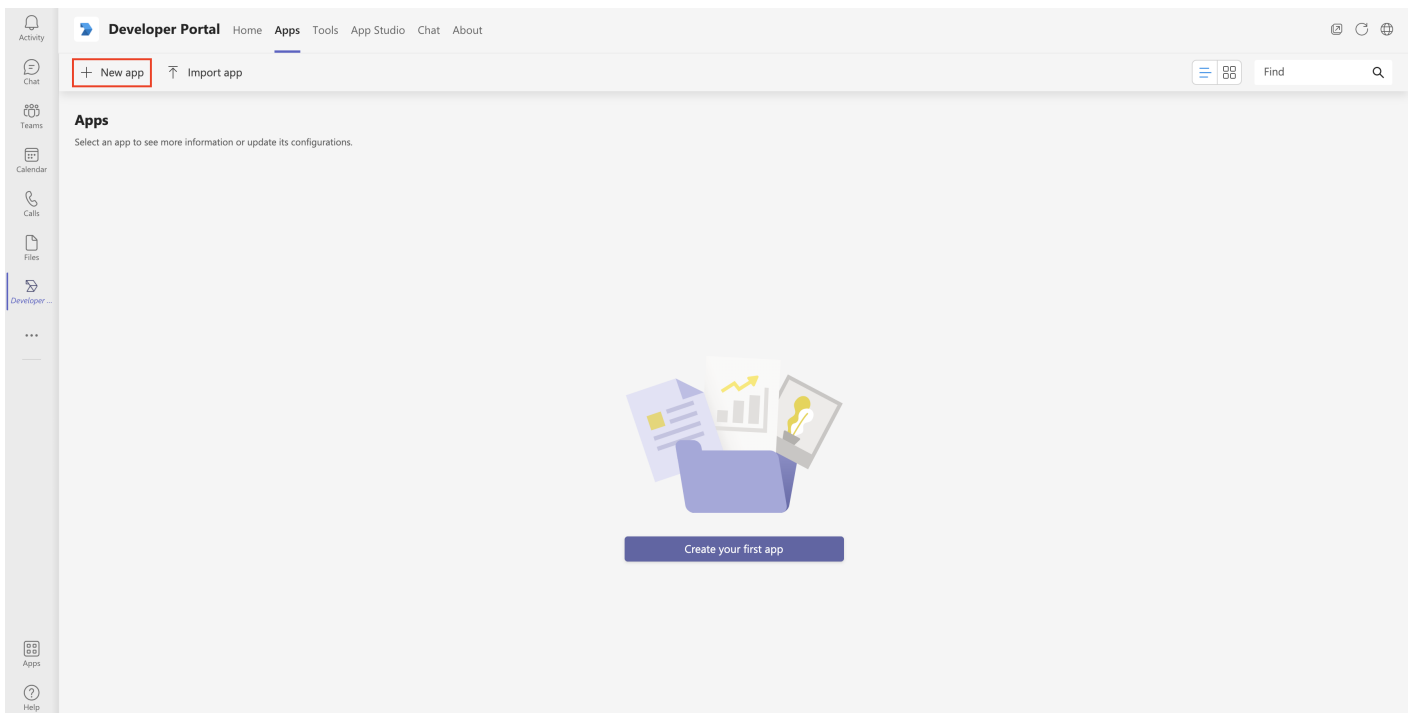 Activity
Chat
Teams
Calendar
Calls
Files
Developer ...
Apps
Help
Developer Portal Home Apps Tools App Studio Chat About
New app Import app Find
Apps
Select an app to see more information or update its configurations.
Create your first app